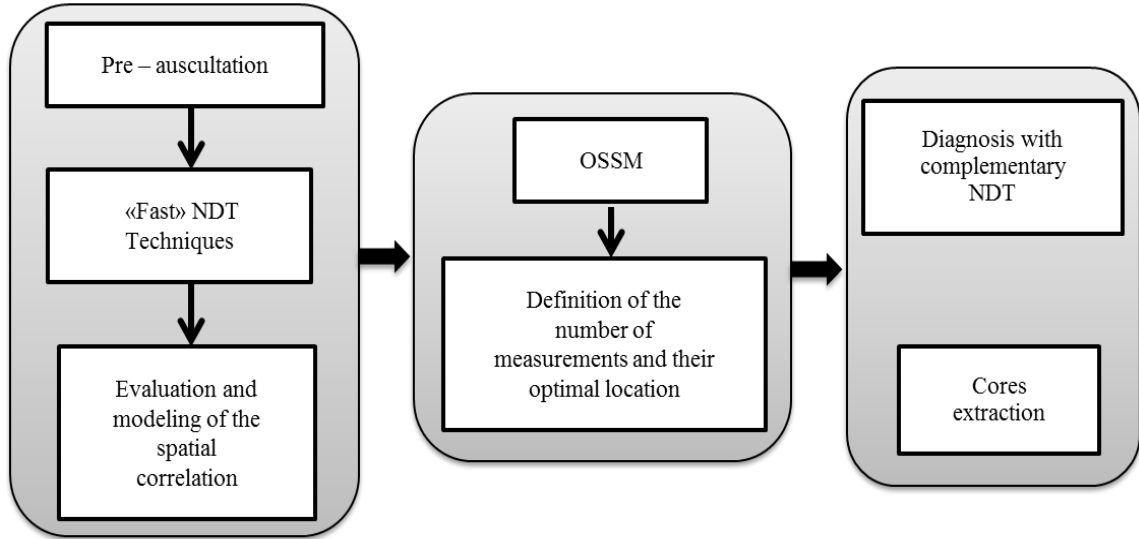 Pre – auscultation
«Fast» NDT
Techniques
Evaluation and
modeling of the
spatial
correlation
OSSM
Definition of the
number of
measurements and their
optimal location
Diagnosis with
complementary
NDT
Cores
extraction